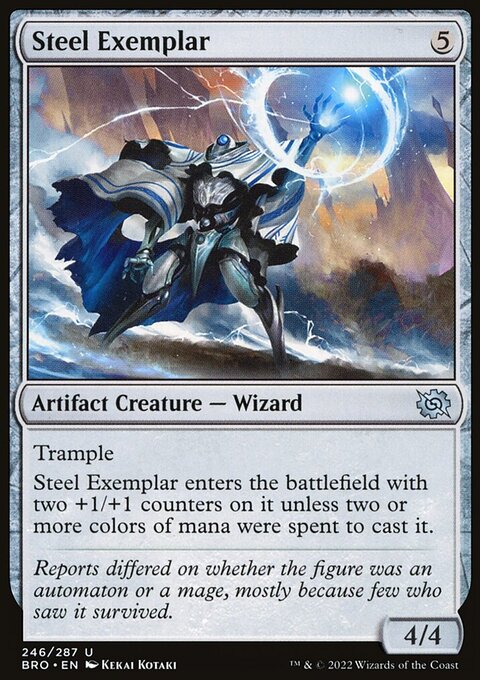 Steel Exemplar
5
Artifact Creature — Wizard
Trample
Steel Exemplar enters the battlefield with
two +1/+1 counters on it unless two or
more colors of mana were spent to cast it.
Reports differed on whether the figure was an
automaton or a mage, mostly because few who
saw it survived.
4/4
246/287 U
BRO • EN Kekai Kotaki
™ & © 2022 Wizards of the Coast